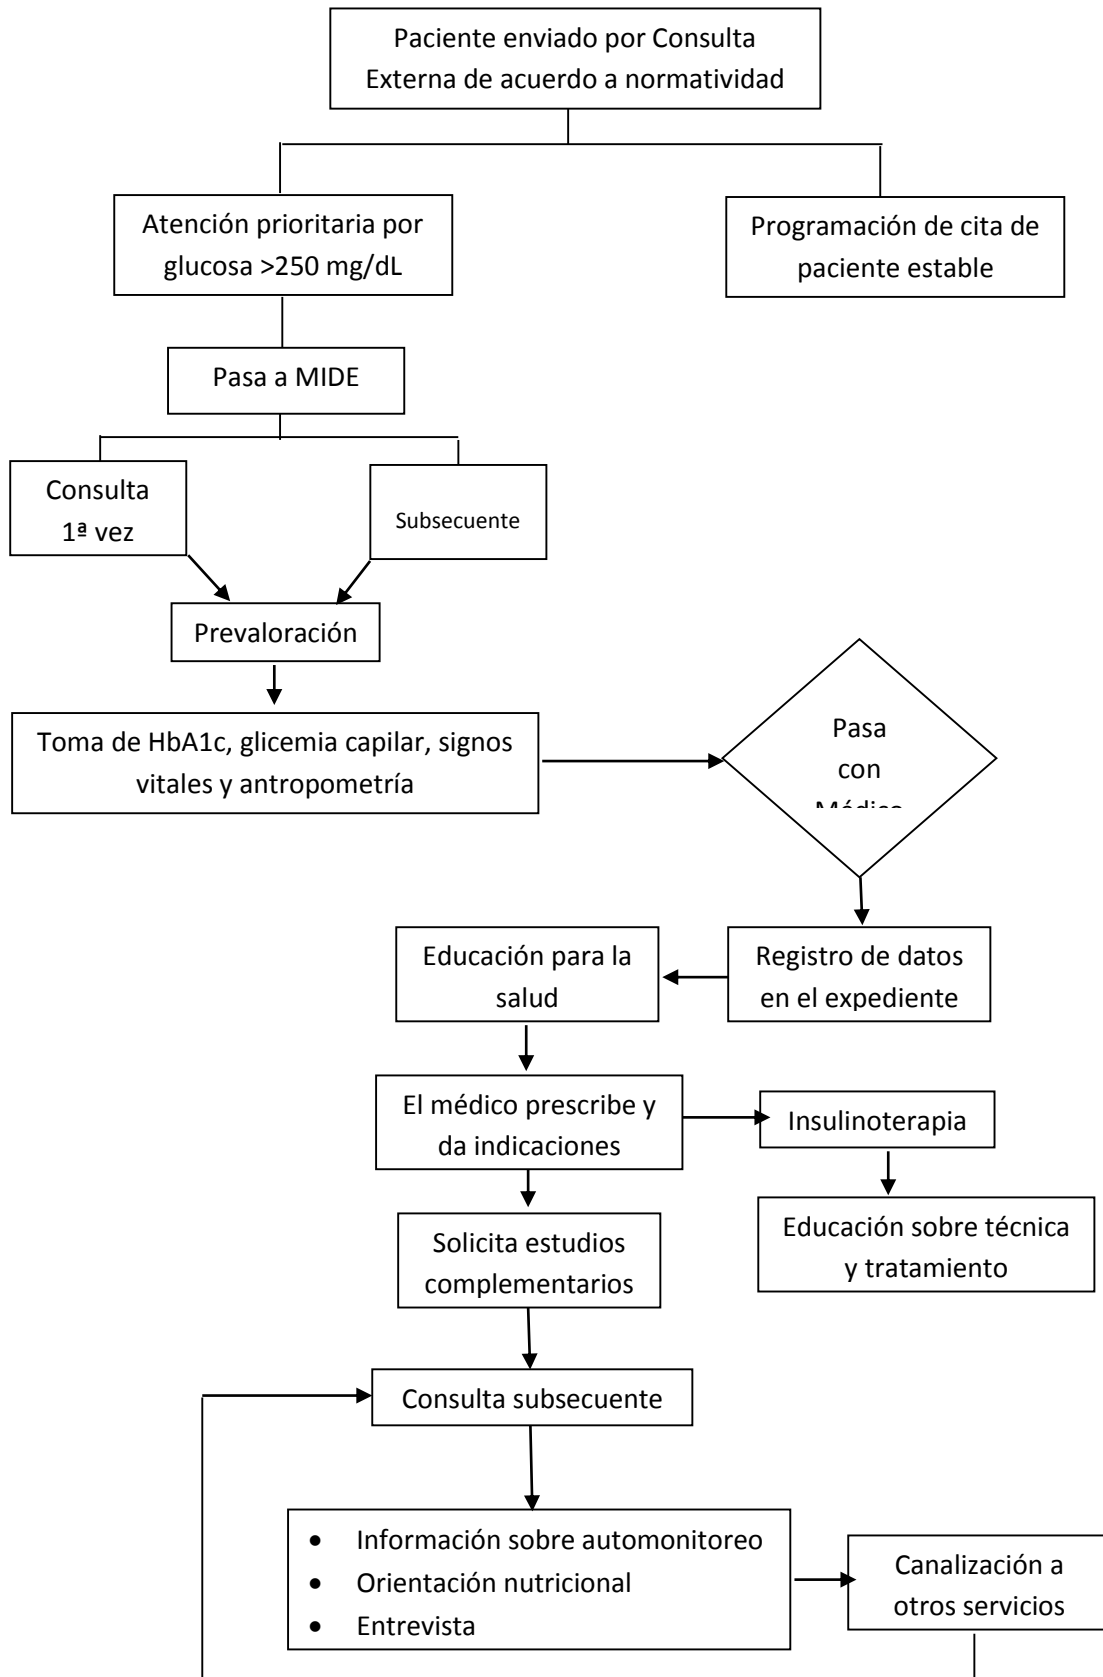 Paciente enviado por Consulta
Externa de acuerdo a normatividad
Atención prioritaria por
glucosa >250 mg/dL
Programación de cita de
paciente estable
Pasa a MIDE
Consulta
1ª vez
Subsecuente
Prevaloración
Toma de HbA1c, glicemia capilar, signos
vitales y antropometría
Pasa
con
Educación para la
salud
Registro de datos
en el expediente
El médico prescribe y
da indicaciones
Insulinoterapia
Educación sobre técnica
y tratamiento
Solicita estudios
complementarios
Consulta subsecuente
• Información sobre automonitoreo
• Orientación nutricional
• Entrevista
Canalización a
otros servicios